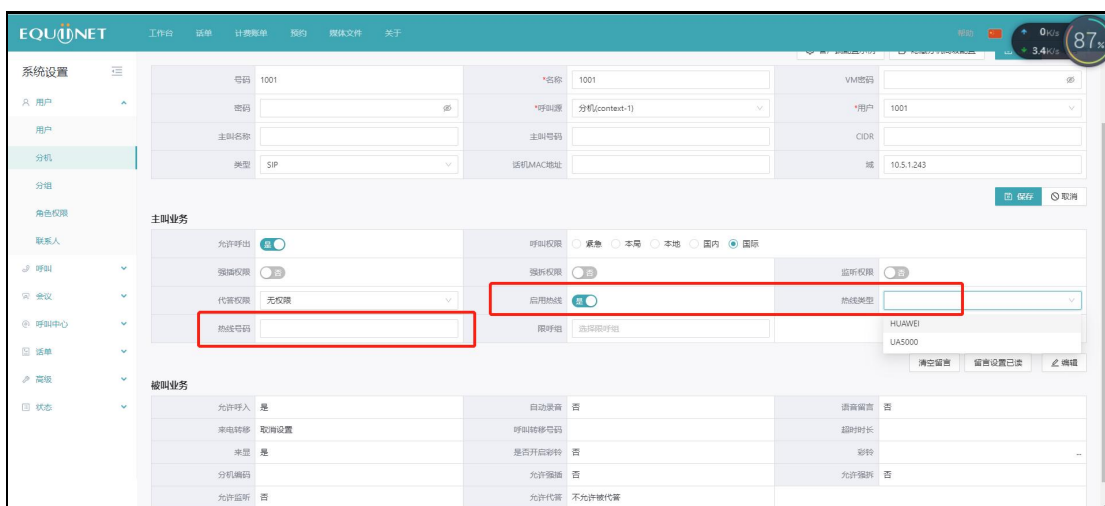 EQUIINET 工作台 话单 计费账单 预约 媒体文件 关于 帮助 0K/s 87%
3.4K/s
系统设置
号码 1001 *名称 1001 VM密码
用户
密码 *呼叫源 分机(context-1) *用户 1001
用户
主叫名称 主叫号码 CIDR
分机
类型 SIP 话机MAC地址 域 10.5.1.243
分组
保存 取消
角色权限
主叫业务
联系人
允许呼出 是 呼叫权限 紧急 本局 本地 国内 国际
呼叫
强插权限 否 强拆权限 否 监听权限 否
会议
代答权限 无权限 启用热线 是 热线类型
呼叫中心
热线号码 限呼组 选择限呼组
HUAWEI
UA5000
话单
清空留言 留言设置已读 编辑
高级
被叫业务
状态
允许呼入 是 自动录音 否 语音留言 否
来电转移 取消设置 呼叫转移号码 超时时长
来显 是 是否开启彩铃 否 彩铃 ...
分机编码 允许强插 否 允许强拆 否
允许监听 否 允许代答 不允许被代答